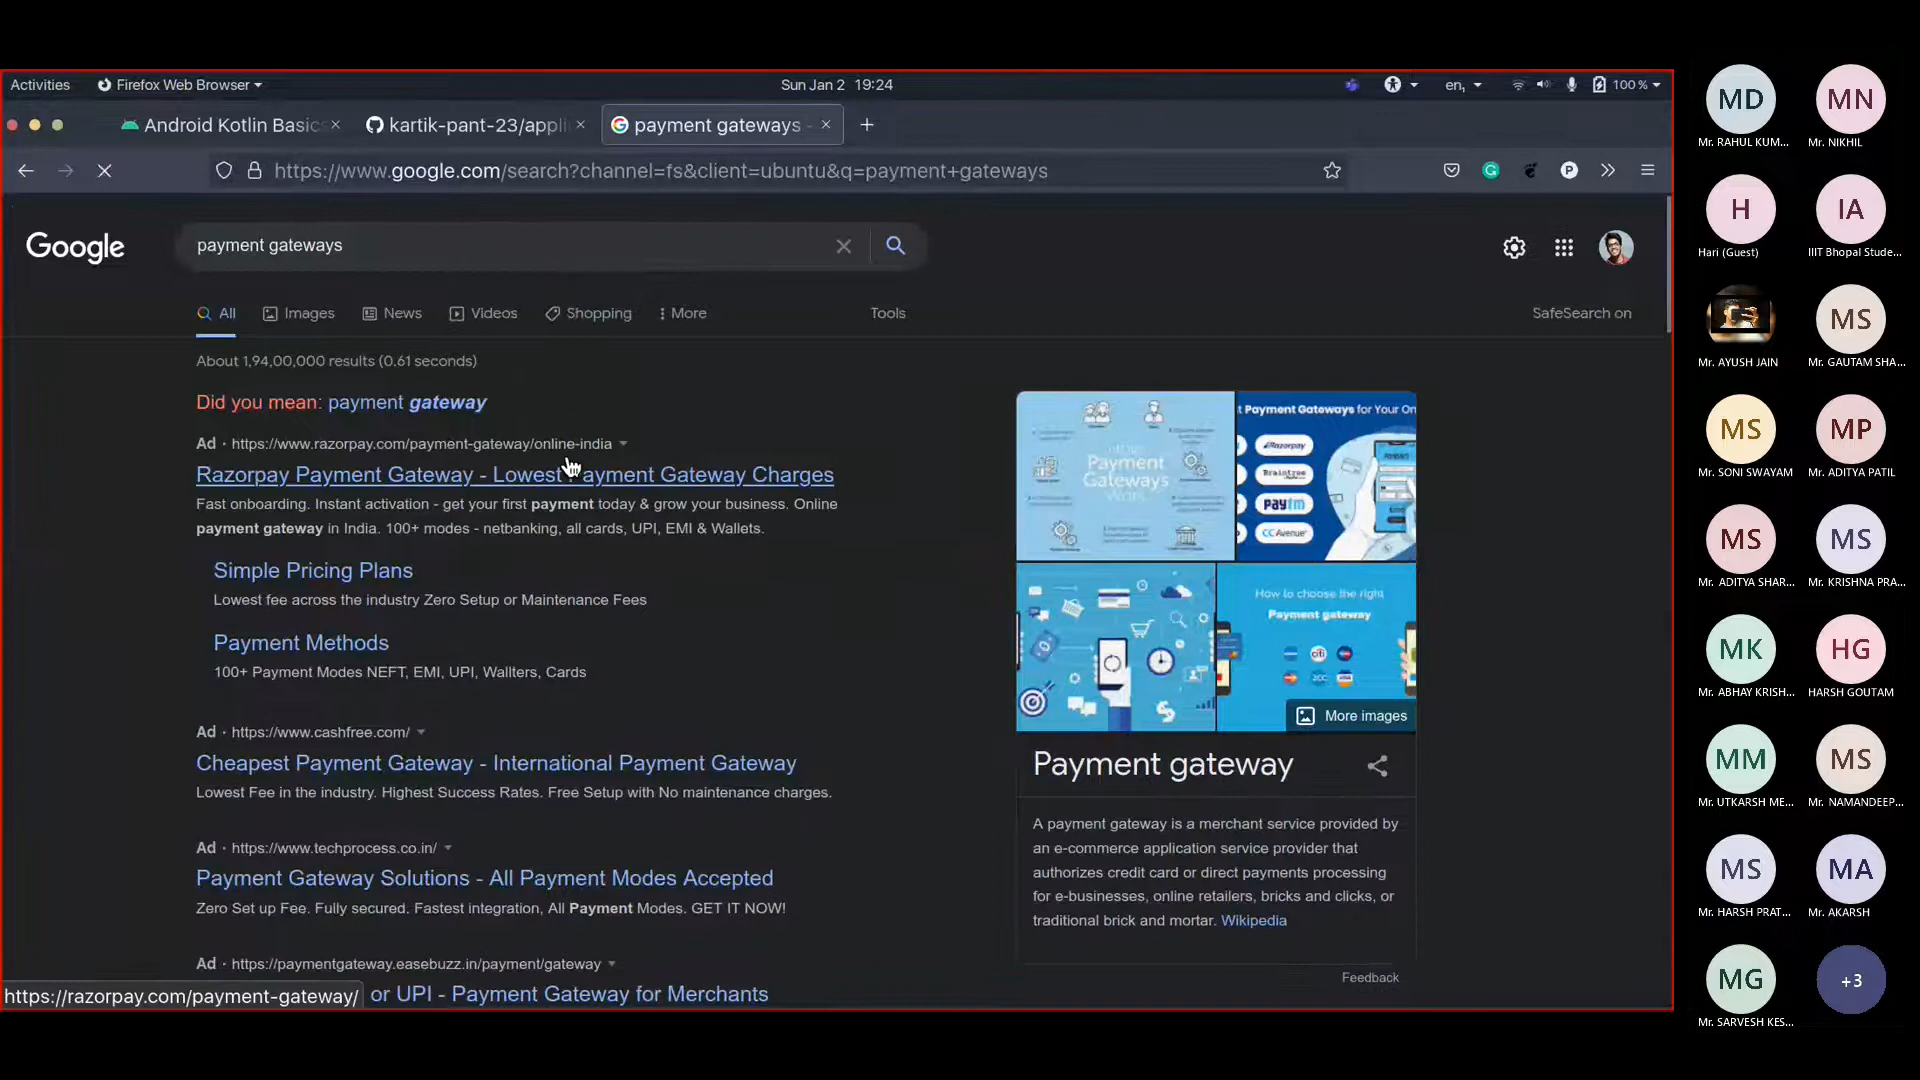 Activities
Firefox Web Browser
Sun Jan 2 19:24
en,
100 %
Android Kotlin Basics
kartik-pant-23/appli
payment gateways -
https://www.google.com/search?channel=fs&client=ubuntu&q=payment+gateways
Google
payment gateways
All
Images
News
Videos
Shopping
More
Tools
SafeSearch on
About 1,94,00,000 results (0.61 seconds)
Did you mean: payment gateway
Ad · https://www.razorpay.com/payment-gateway/online-india
Razorpay Payment Gateway - Lowest Payment Gateway Charges
Fast onboarding. Instant activation - get your first payment today & grow your business. Online
payment gateway in India. 100+ modes - netbanking, all cards, UPI, EMI & Wallets.
Simple Pricing Plans
Lowest fee across the industry Zero Setup or Maintenance Fees
Payment Methods
100+ Payment Modes NEFT, EMI, UPI, Wallters, Cards
Ad · https://www.cashfree.com/
Cheapest Payment Gateway - International Payment Gateway
Lowest Fee in the industry. Highest Success Rates. Free Setup with No maintenance charges.
Ad · https://www.techprocess.co.in/
Payment Gateway Solutions - All Payment Modes Accepted
Zero Set up Fee. Fully secured. Fastest integration, All Payment Modes. GET IT NOW!
Ad · https://paymentgateway.easebuzz.in/payment/gateway
or UPI - Payment Gateway for Merchants
https://razorpay.com/payment-gateway/
Payment
Gateways
Work
t Payment Gateways for Your On
Razorpay
Braintree
paytm
CCAvenue
How to choose the right
Payment gateway
citi
More images
Payment gateway
A payment gateway is a merchant service provided by
an e-commerce application service provider that
authorizes credit card or direct payments processing
for e-businesses, online retailers, bricks and clicks, or
traditional brick and mortar. Wikipedia
Feedback
MD
Mr. RAHUL KUM...
MN
Mr. NIKHIL
H
Hari (Guest)
IA
IIIT Bhopal Stude...
Mr. AYUSH JAIN
MS
Mr. GAUTAM SHA...
MS
Mr. SONI SWAYAM
MP
Mr. ADITYA PATIL
MS
Mr. ADITYA SHAR...
MS
Mr. KRISHNA PRA...
MK
Mr. ABHAY KRISH...
HG
HARSH GOUTAM
MM
Mr. UTKARSH ME...
MS
Mr. NAMANDEEP...
MS
Mr. HARSH PRAT...
MA
Mr. AKARSH
MG
Mr. SARVESH KES...
+3